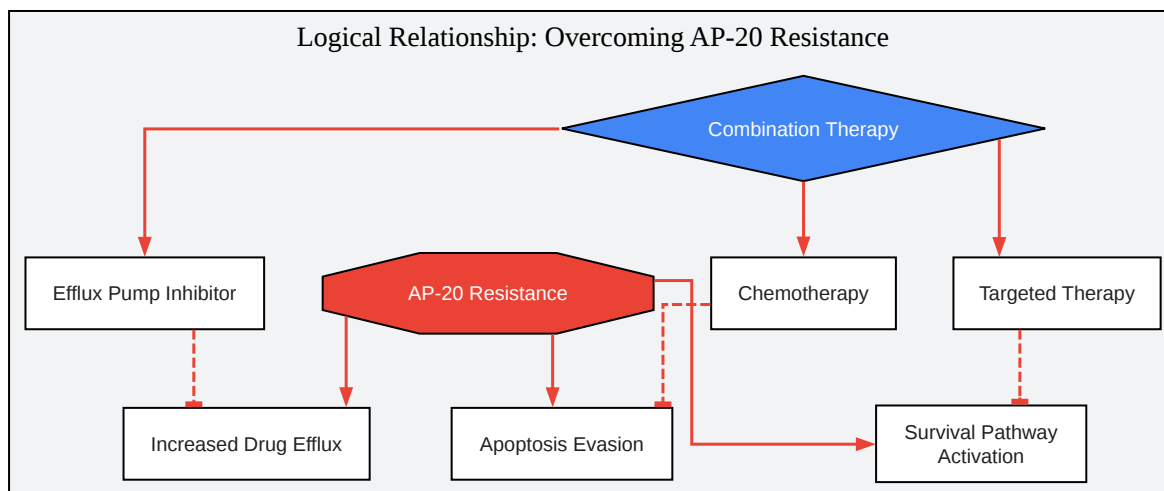 Logical Relationship: Overcoming AP-20 Resistance
Combination Therapy
Efflux Pump Inhibitor
AP-20 Resistance
Chemotherapy
Targeted Therapy
Increased Drug Efflux
Apoptosis Evasion
Survival Pathway
Activation